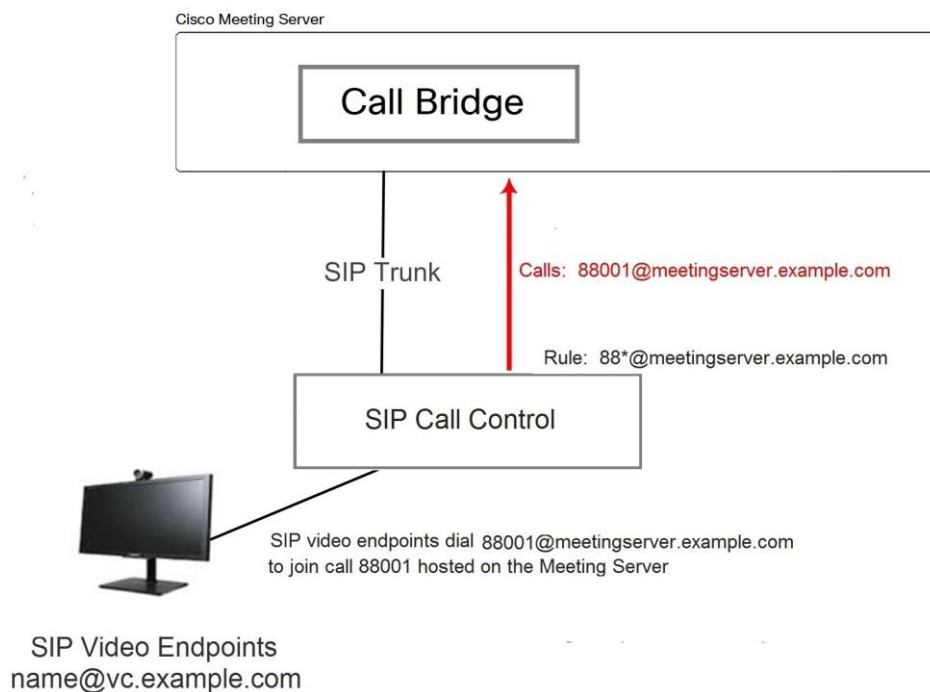 Cisco Meeting Server
Call Bridge
SIP Trunk
Calls: 88001@meetingserver.example.com
Rule: 88*@meetingserver.example.com
SIP Call Control
SIP video endpoints dial 88001@meetingserver.example.com
to join call 88001 hosted on the Meeting Server
SIP Video Endpoints
name@vc.example.com